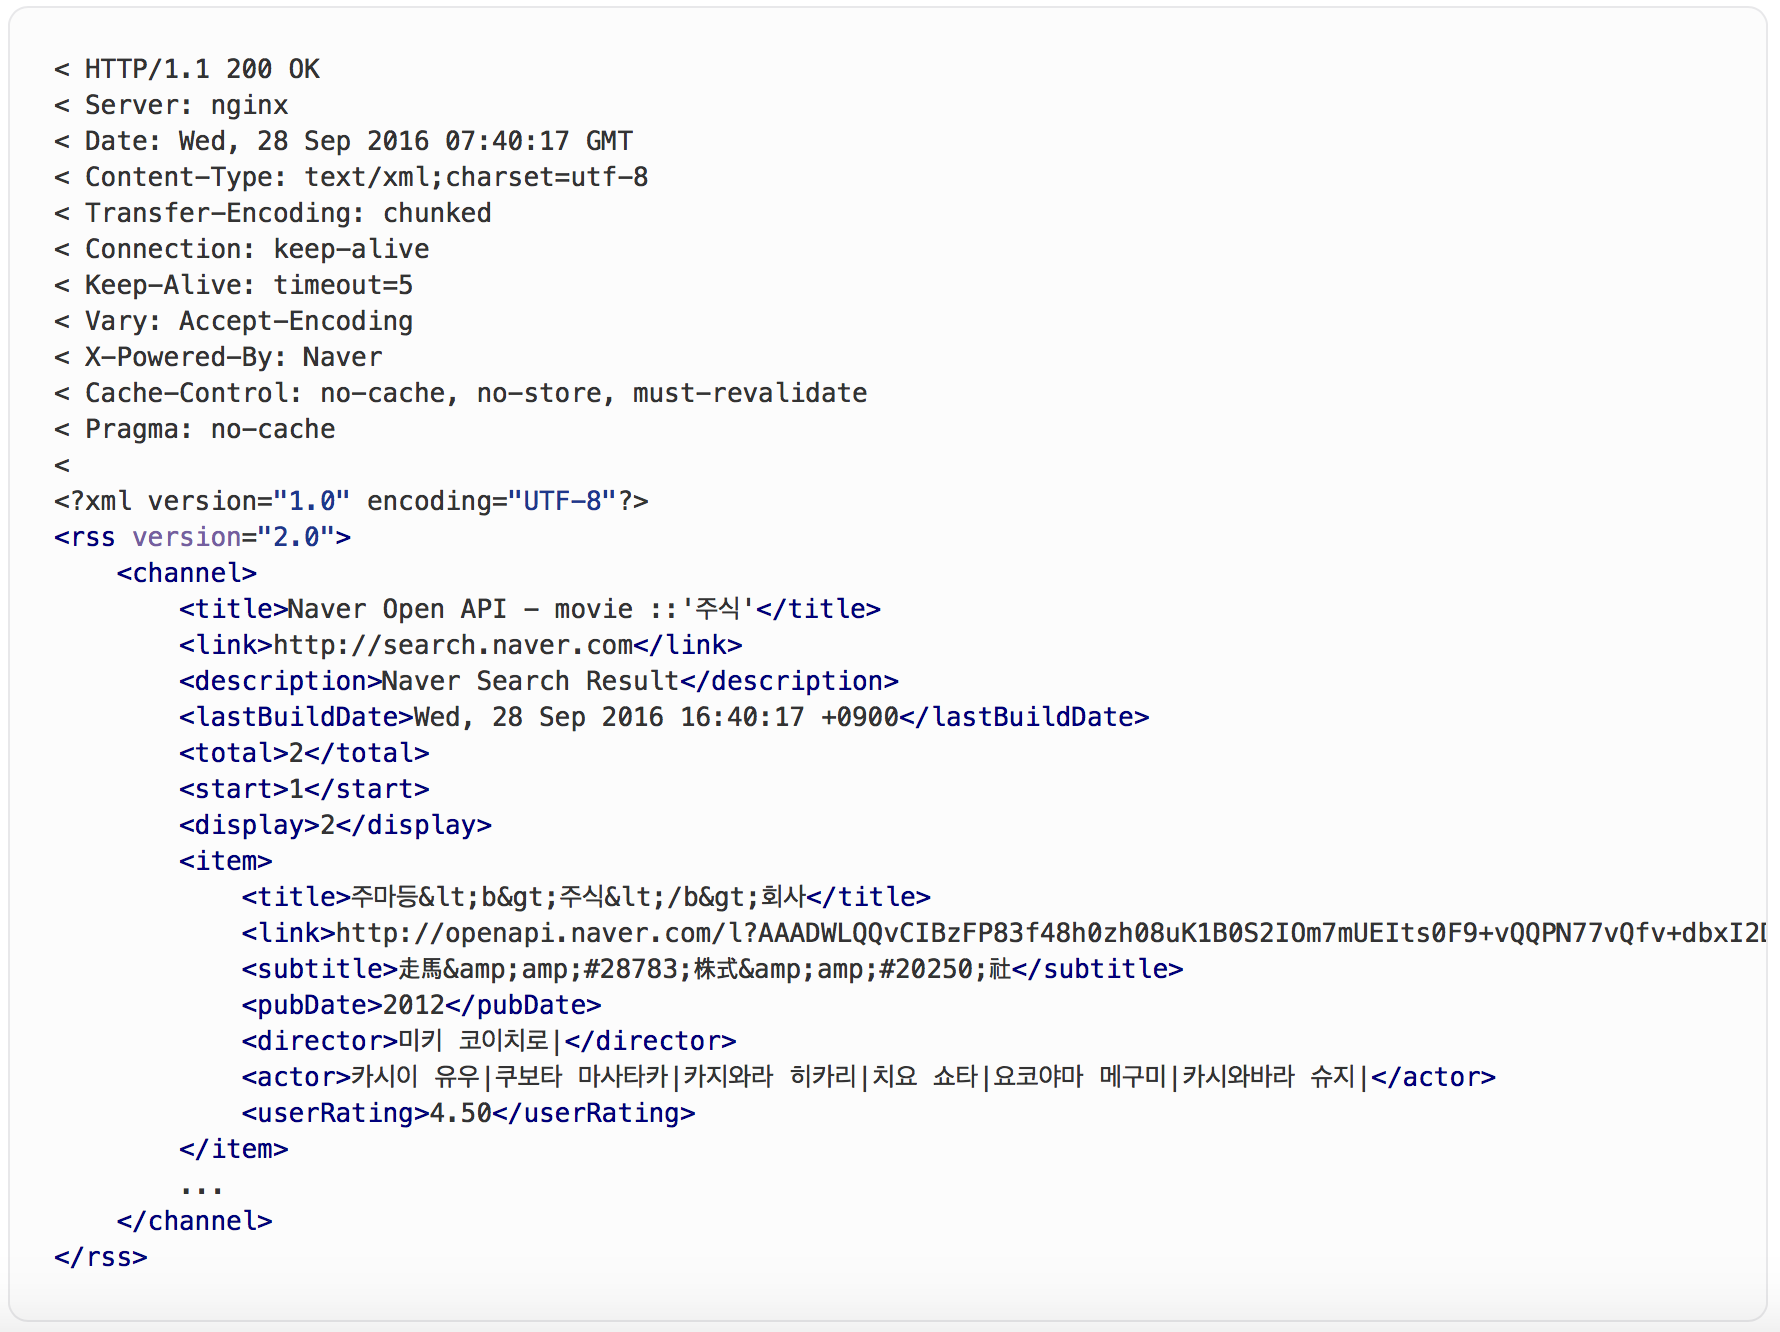 < HTTP/1.1 200 OK
< Server: nginx
< Date: Wed, 28 Sep 2016 07:40:17 GMT
< Content-Type: text/xml;charset=utf-8
< Transfer-Encoding: chunked
< Connection: keep-alive
< Keep-Alive: timeout=5
< Vary: Accept-Encoding
< X-Powered-By: Naver
< Cache-Control: no-cache, no-store, must-revalidate
< Pragma: no-cache
<
<?xml version="1.0" encoding="UTF-8"?>
<rss version="2.0">
    <channel>
        <title>Naver Open API - movie ::'주식'</title>
        <link>http://search.naver.com</link>
        <description>Naver Search Result</description>
        <lastBuildDate>Wed, 28 Sep 2016 16:40:17 +0900</lastBuildDate>
        <total>2</total>
        <start>1</start>
        <display>2</display>
        <item>
            <title>주마등&lt;b&gt;주식&lt;/b&gt;회사</title>
            <link>http://openapi.naver.com/l?AAADWLQQvCIBzFP83f48h0zh08uK1B0S2IOm7mUEIts0F9+vQQPN77vQfv+dbxI2D
            <subtitle>走馬&amp;amp;#28783;株式&amp;amp;#20250;社</subtitle>
            <pubDate>2012</pubDate>
            <director>미키 코이치로|</director>
            <actor>카시이 유우|쿠보타 마사타카|카지와라 히카리|치요 쇼타|요코야마 메구미|카시와바라 슈지|</actor>
            <userRating>4.50</userRating>
        </item>
        ...
    </channel>
</rss>